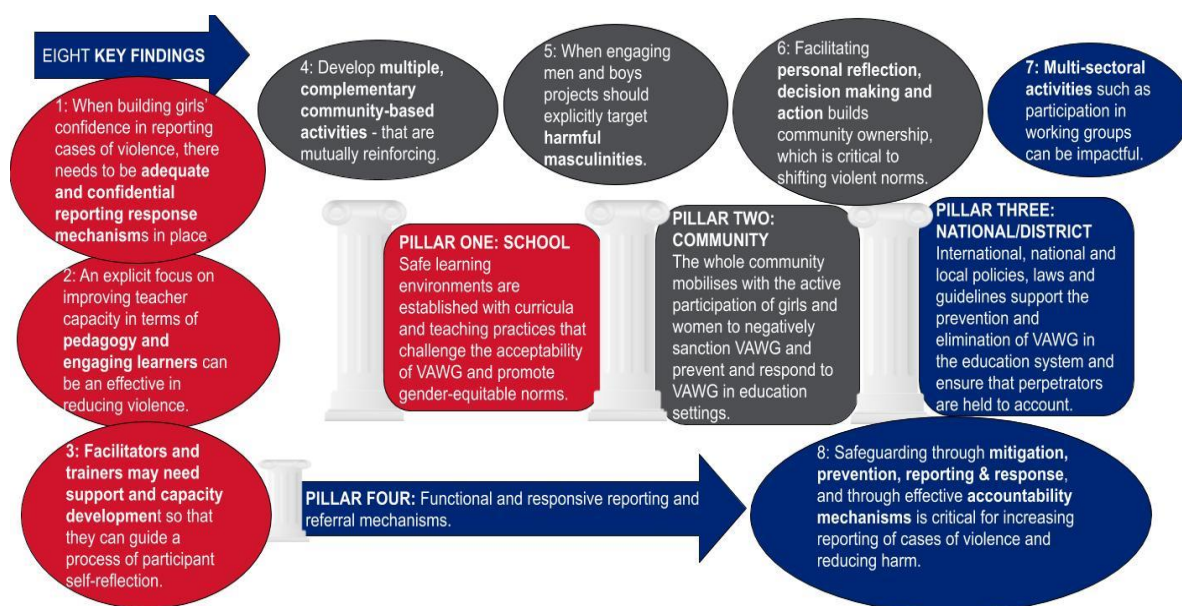 EIGHT KEY FINDINGS
1: When building girls'
confidence in reporting
cases of violence, there
needs to be adequate
and confidential
reporting response
mechanisms in place
2: An explicit focus on
improving teacher
capacity in terms of
pedagogy and
engaging learners can
be an effective in
reducing violence.
3: Facilitators and
trainers may need
support and capacity
development so that
they can guide a
process of participant
self-reflection.
4: Develop multiple,
complementary
community-based
activities - that are
mutually reinforcing.
5: When engaging
men and boys
projects should
explicitly target
harmful
masculinities.
6: Facilitating
personal reflection,
decision making and
action builds
community ownership,
which is critical to
shifting violent norms.
7: Multi-sectoral
activities such as
participation in
working groups
can be impactful.
PILLAR ONE: SCHOOL
Safe learning
environments are
established with curricula
and teaching practices that
challenge the acceptability
of VAWG and promote
gender-equitable norms.
PILLAR TWO:
COMMUNITY
The whole community
mobilises with the active
participation of girls and
women to negatively
sanction VAWG and
prevent and respond to
VAWG in education
settings.
PILLAR THREE:
NATIONAL/DISTRICT
International, national and
local policies, laws and
guidelines support the
prevention and
elimination of VAWG in
the education system and
ensure that perpetrators
are held to account.
PILLAR FOUR: Functional and responsive reporting and
referral mechanisms.
8: Safeguarding through mitigation,
prevention, reporting & response,
and through effective accountability
mechanisms is critical for increasing
reporting of cases of violence and
reducing harm.